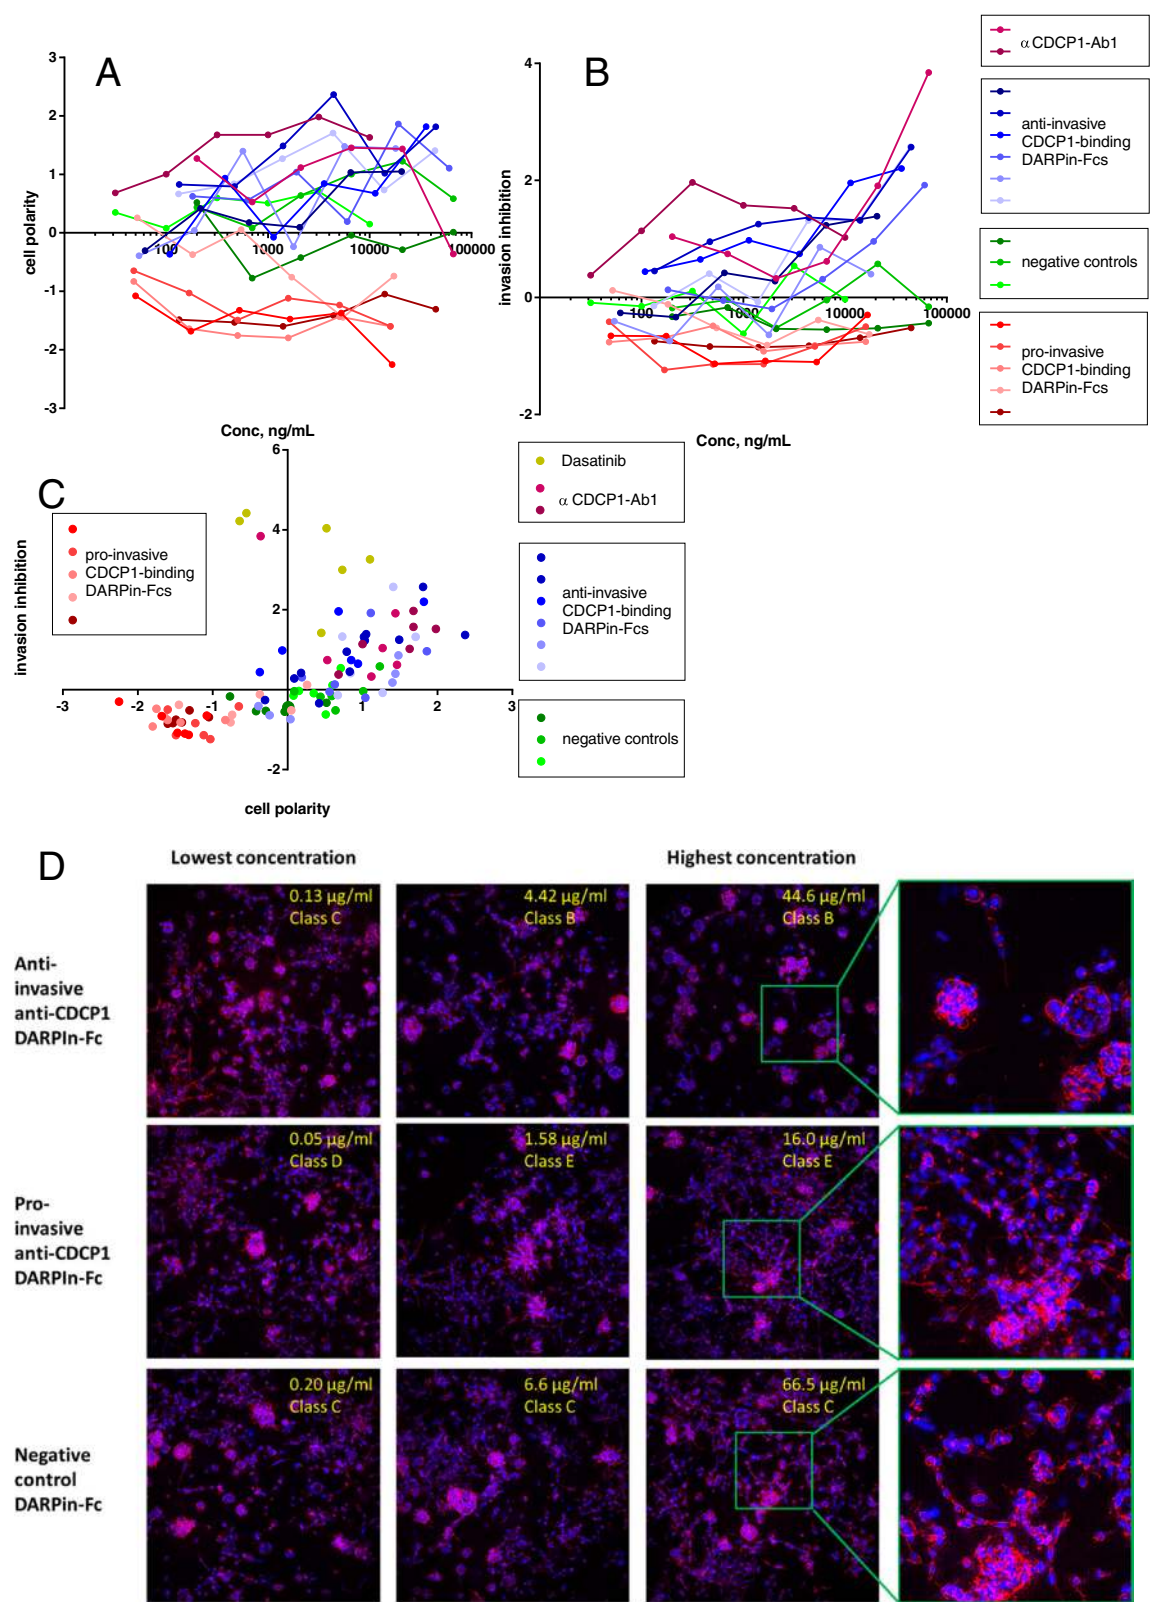 A
3
2
1
0
-1
-2
-3
cell polarity
100
1000
10000
100000
Conc, ng/mL
B
4
2
0
-2
invasion inhibition
100
1000
10000
100000
Conc, ng/mL
α CDCP1-Ab1
anti-invasive
CDCP1-binding
DARPin-Fcs
negative controls
pro-invasive
CDCP1-binding
DARPin-Fcs
C
6
4
2
-2
-3
-2
-1
1
2
3
invasion inhibition
cell polarity
pro-invasive
CDCP1-binding
DARPin-Fcs
Dasatinib
α CDCP1-Ab1
anti-invasive
CDCP1-binding
DARPin-Fcs
negative controls
D
Lowest concentration
Highest concentration
Anti-
invasive
anti-CDCP1
DARPIn-Fc
0.13 µg/ml
Class C
4.42 µg/ml
Class B
44.6 µg/ml
Class B
Pro-
invasive
anti-CDCP1
DARPIn-Fc
0.05 µg/ml
Class D
1.58 µg/ml
Class E
16.0 µg/ml
Class E
Negative
control
DARPin-Fc
0.20 µg/ml
Class C
6.6 µg/ml
Class C
66.5 µg/ml
Class C